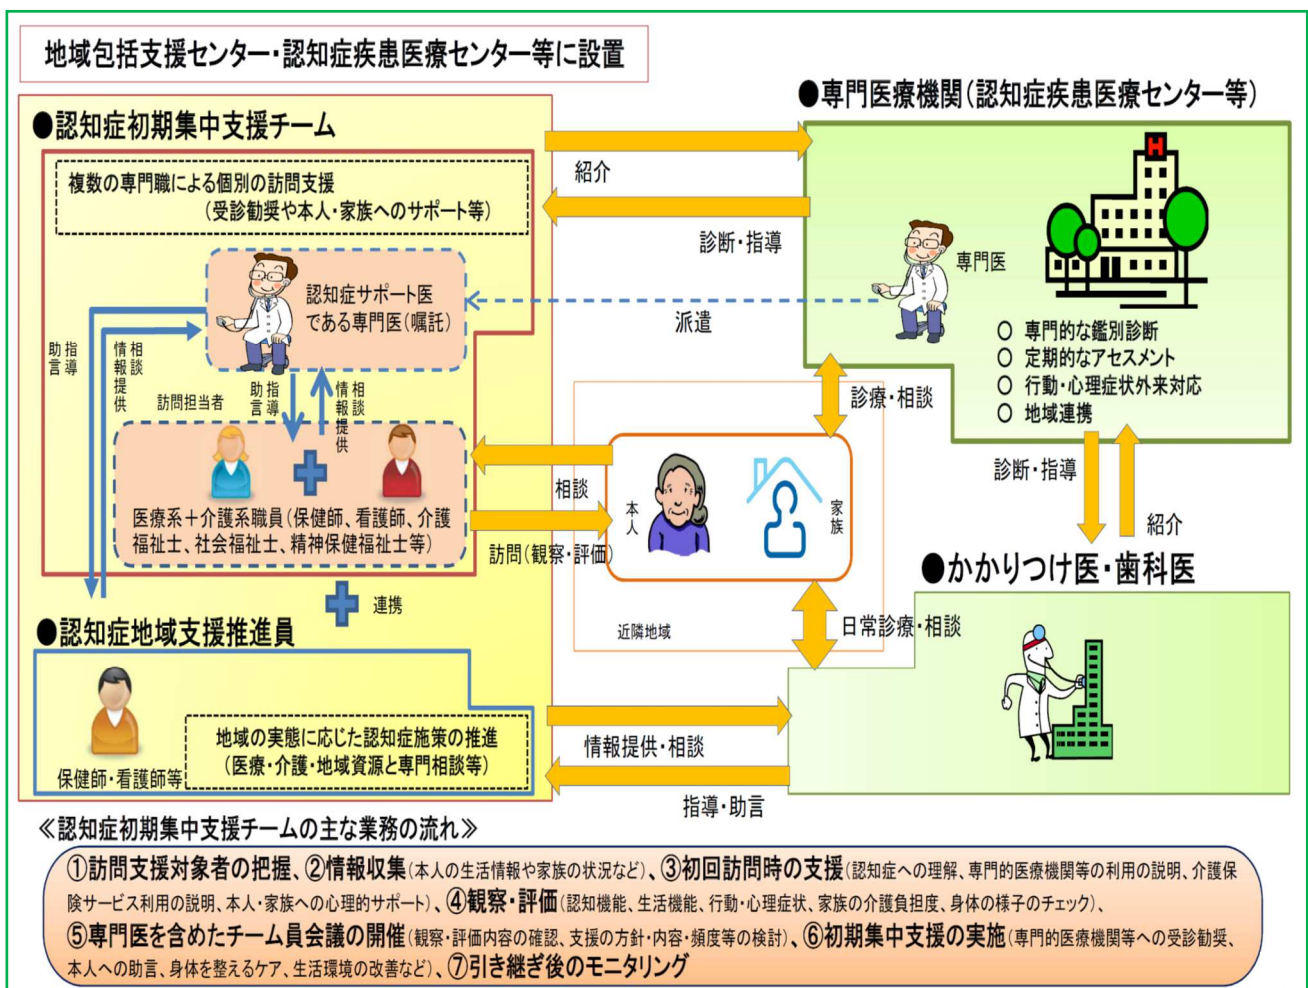 地域包括支援センター・認知症疾患医療センター等に設置
●認知症初期集中支援チーム
複数の専門職による個別の訪問支援
（受診勧奨や本人・家族へのサポート等）
認知症サポート医
である専門医（嘱託）
指導
助言
相談
情報提供
訪問担当者
指導
助言
相談
情報提供
医療系＋介護系職員（保健師、看護師、介護
福祉士、社会福祉士、精神保健福祉士等）
連携
●認知症地域支援推進員
保健師・看護師等
地域の実態に応じた認知症施策の推進
（医療・介護・地域資源と専門相談等）
紹介
診断・指導
派遣
相談
訪問（観察・評価）
本人
家族
近隣地域
診療・相談
日常診療・相談
情報提供・相談
指導・助言
●専門医療機関（認知症疾患医療センター等）
専門医
○ 専門的な鑑別診断
○ 定期的なアセスメント
○ 行動・心理症状外来対応
○ 地域連携
H
診断・指導
紹介
●かかりつけ医・歯科医
≪認知症初期集中支援チームの主な業務の流れ≫
①訪問支援対象者の把握、②情報収集（本人の生活情報や家族の状況など）、③初回訪問時の支援（認知症への理解、専門的医療機関等の利用の説明、介護保
険サービス利用の説明、本人・家族への心理的サポート）、④観察・評価（認知機能、生活機能、行動・心理症状、家族の介護負担度、身体の様子のチェック）、
⑤専門医を含めたチーム員会議の開催（観察・評価内容の確認、支援の方針・内容・頻度等の検討）、⑥初期集中支援の実施（専門的医療機関等への受診勧奨、
本人への助言、身体を整えるケア、生活環境の改善など）、⑦引き継ぎ後のモニタリング